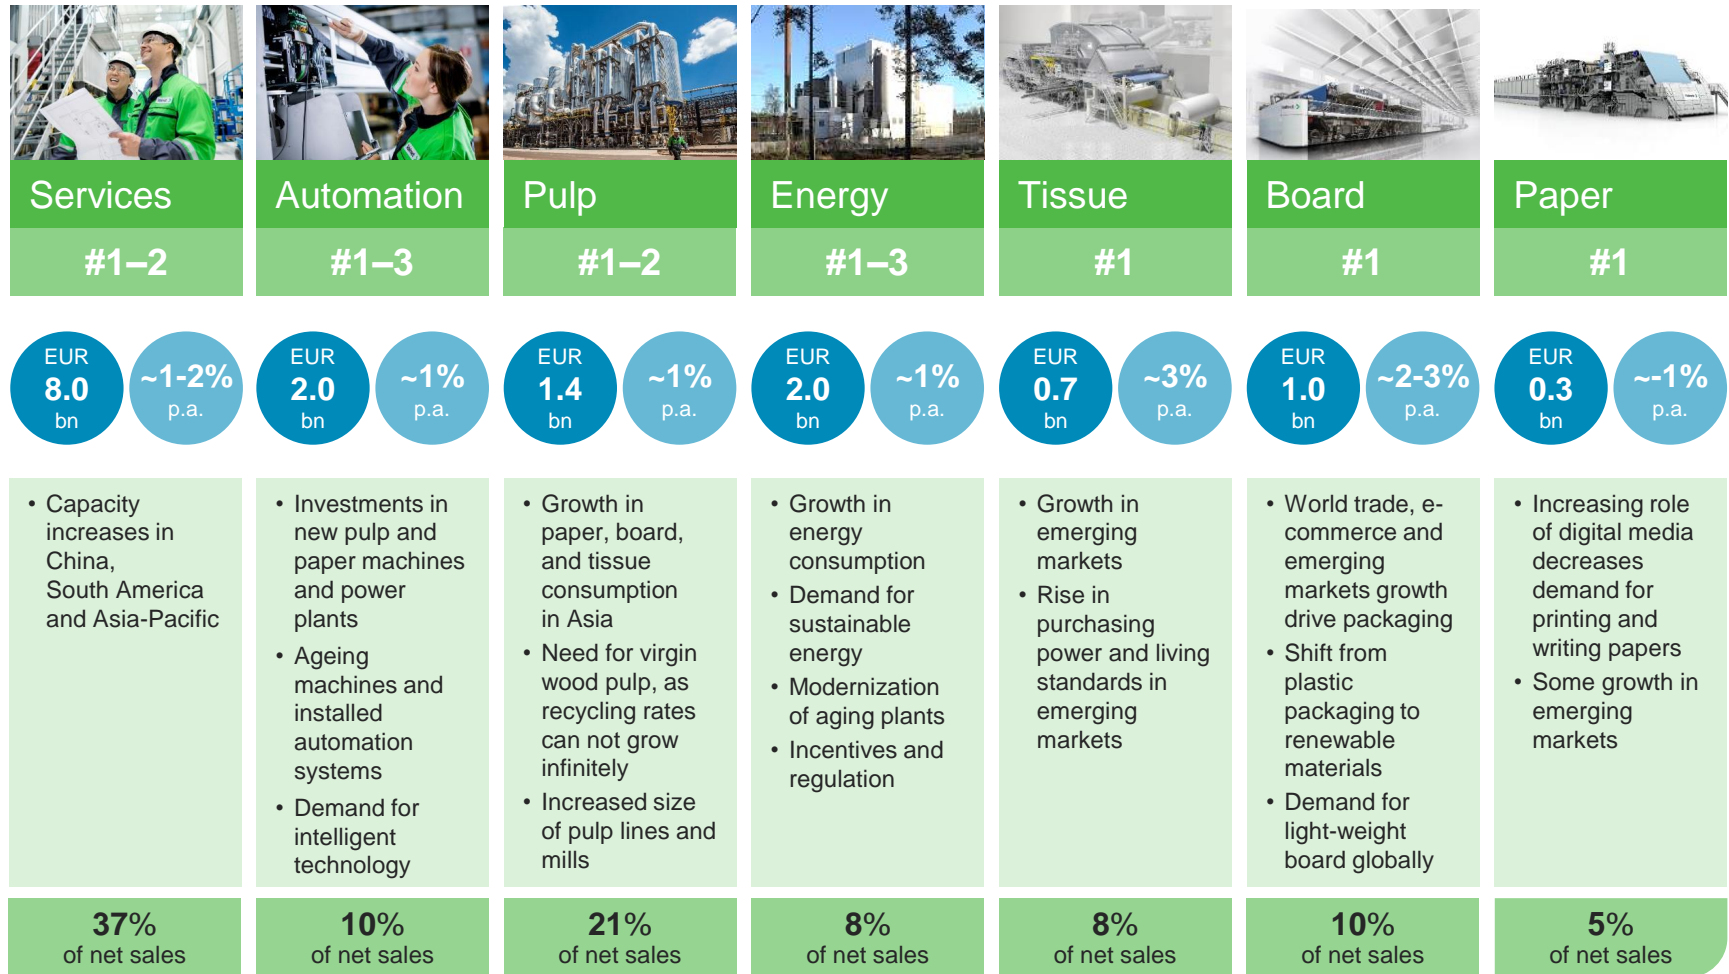 Services
#1–2
EUR
8.0
bn
~1-2%
p.a.
• Capacity
increases in
China,
South America
and Asia-Pacific
37%
of net sales
Automation
#1–3
EUR
2.0
bn
~1%
p.a.
• Investments in
new pulp and
paper machines
and power
plants
• Ageing
machines and
installed
automation
systems
• Demand for
intelligent
technology
10%
of net sales
Pulp
#1–2
EUR
1.4
bn
~1%
p.a.
• Growth in
paper, board,
and tissue
consumption
in Asia
• Need for virgin
wood pulp, as
recycling rates
can not grow
infinitely
• Increased size
of pulp lines and
mills
21%
of net sales
Energy
#1–3
EUR
2.0
bn
~1%
p.a.
• Growth in
energy
consumption
• Demand for
sustainable
energy
• Modernization
of aging plants
• Incentives and
regulation
8%
of net sales
Tissue
#1
EUR
0.7
bn
~3%
p.a.
• Growth in
emerging
markets
• Rise in
purchasing
power and living
standards in
emerging
markets
8%
of net sales
Board
#1
EUR
1.0
bn
~2-3%
p.a.
• World trade, e-
commerce and
emerging
markets growth
drive packaging
• Shift from
plastic
packaging to
renewable
materials
• Demand for
light-weight
board globally
10%
of net sales
Paper
#1
EUR
0.3
bn
~-1%
p.a.
• Increasing role
of digital media
decreases
demand for
printing and
writing papers
• Some growth in
emerging
markets
5%
of net sales